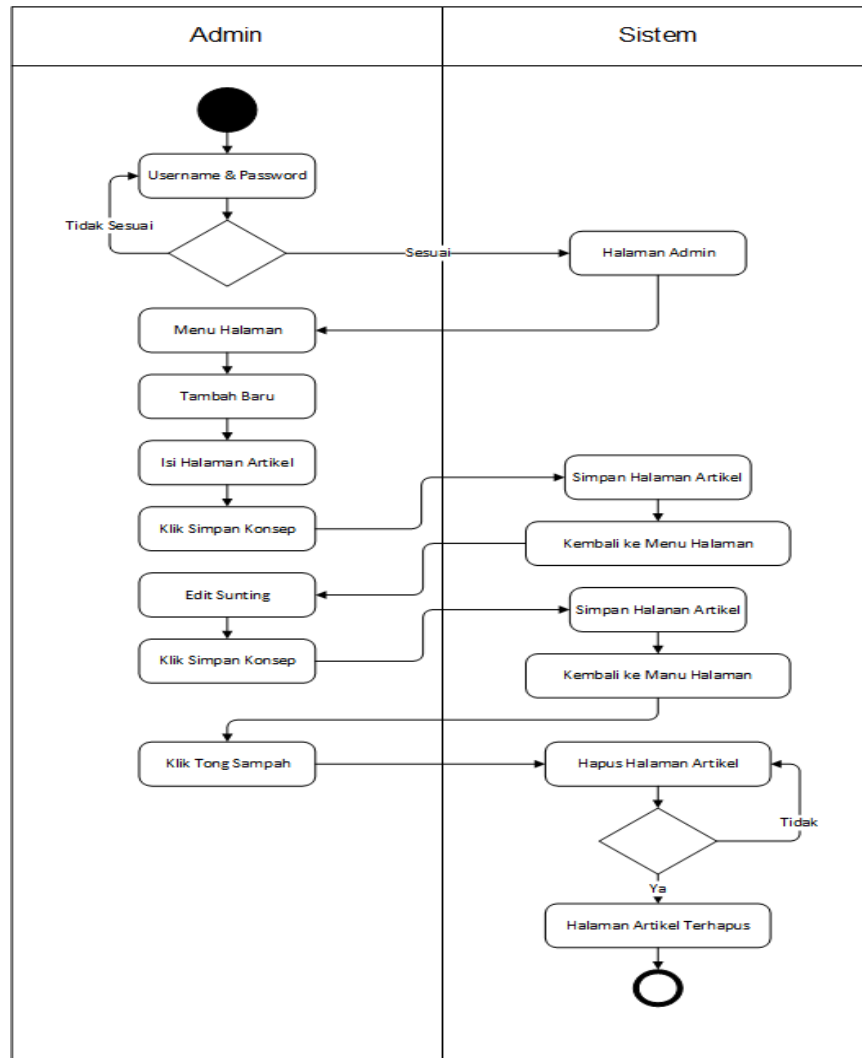 Admin
Sistem
Username & Password
Tidak Sesuai
Sesuai
Halaman Admin
Menu Halaman
Tambah Baru
Isi Halaman Artikel
Simpan Halaman Artikel
Klik Simpan Konsep
Kembali ke Menu Halaman
Edit Sunting
Simpan Halanan Artikel
Klik Simpan Konsep
Kembali ke Manu Halaman
Klik Tong Sampah
Hapus Halaman Artikel
Tidak
Ya
Halaman Artikel Terhapus